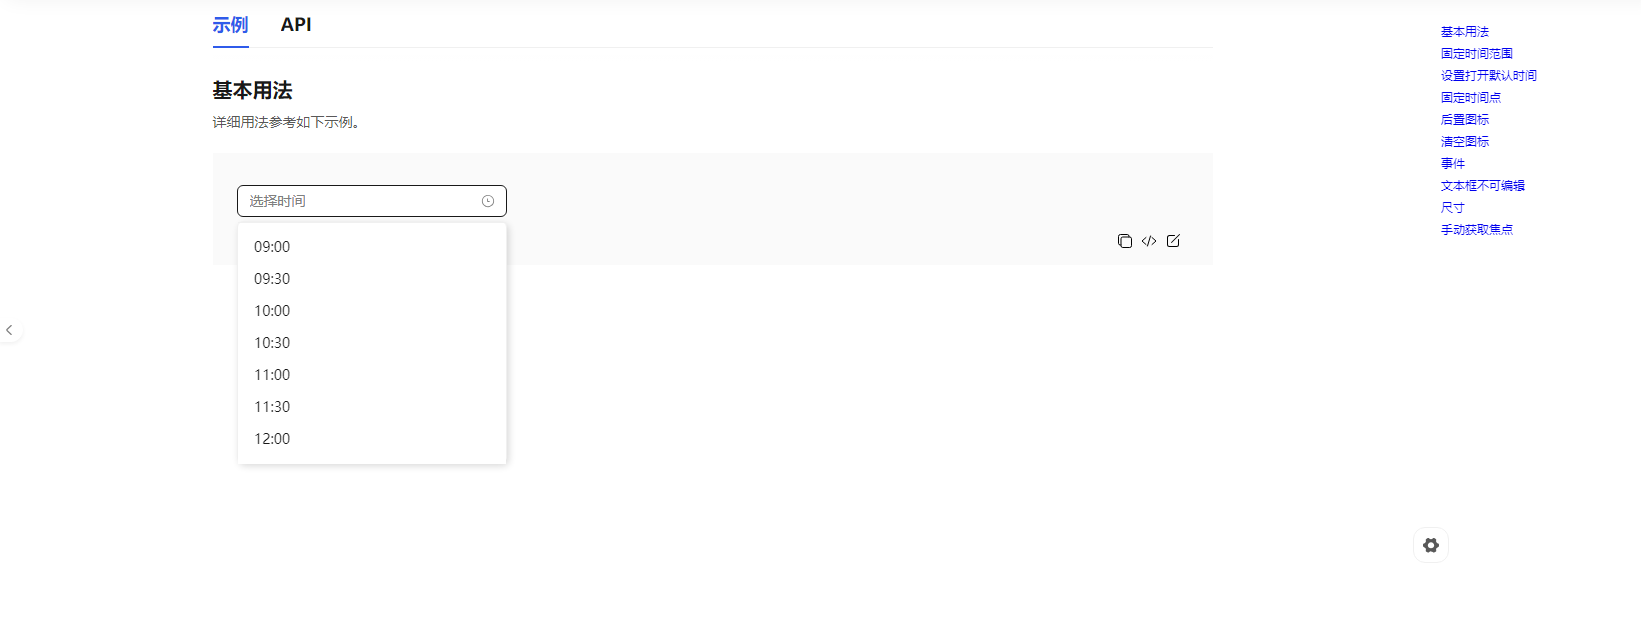 示例 API
基本用法
详细用法参考如下示例。
选择时间
09:00
09:30
10:00
10:30
11:00
11:30
12:00
基本用法
固定时间范围
设置打开默认时间
固定时间点
后置图标
清空图标
事件
文本框不可编辑
尺寸
手动获取焦点